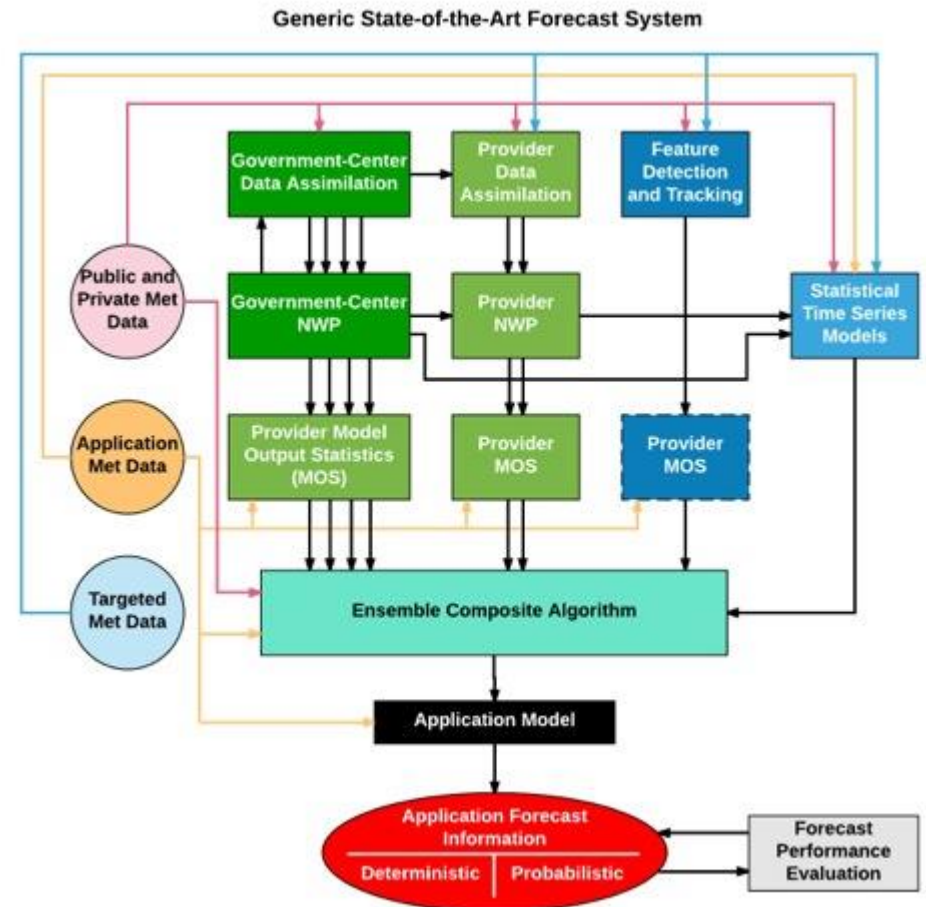 Generic State-of-the-Art Forecast System
Government-Center
Data Assimilation
Provider
Data
Assimilation
Feature
Detection
and Tracking
Public and
Private Met
Data
Government-Center
NWP
Provider
NWP
Statistical
Time Series
Models
Application
Met Data
Provider Model
Output Statistics
(MOS)
Provider
MOS
Provider
MOS
Targeted
Met Data
Ensemble Composite Algorithm
Application Model
Application Forecast
Information
Deterministic
Probabilistic
Forecast
Performance
Evaluation